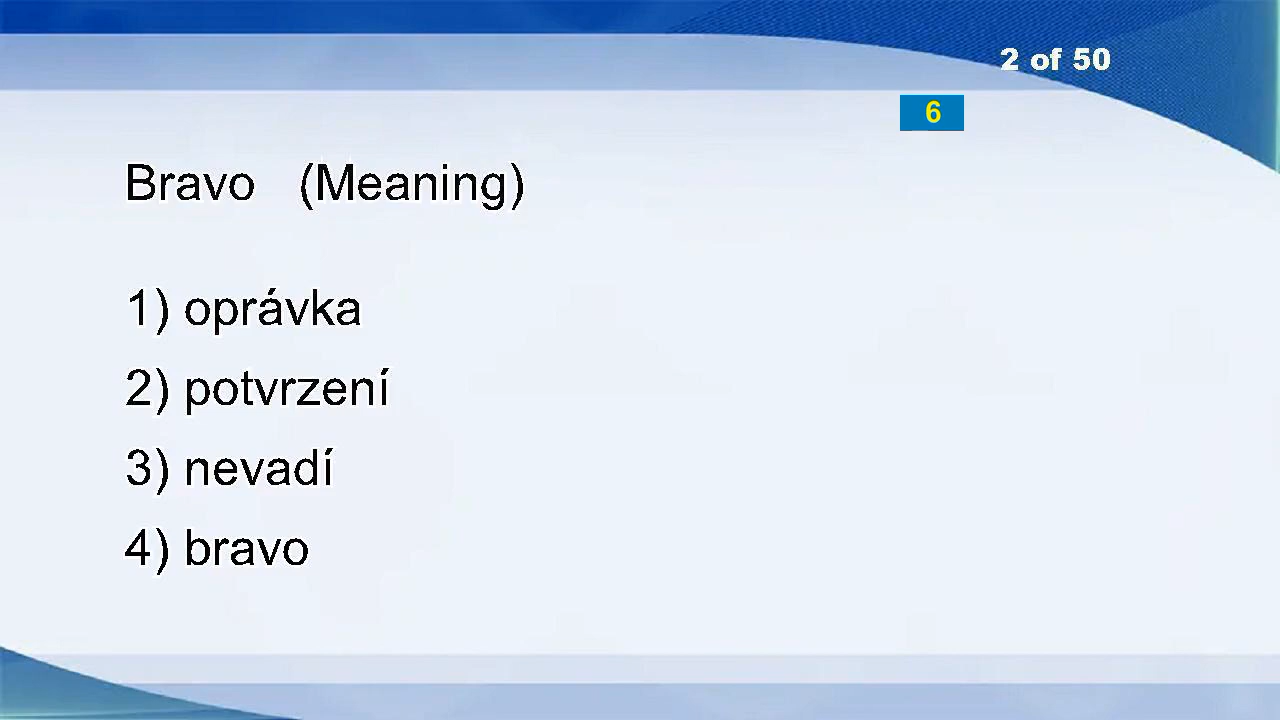 2 of 50
6
Bravo (Meaning)
1) oprávka
2) potvrzení
3) nevadí
4) bravo